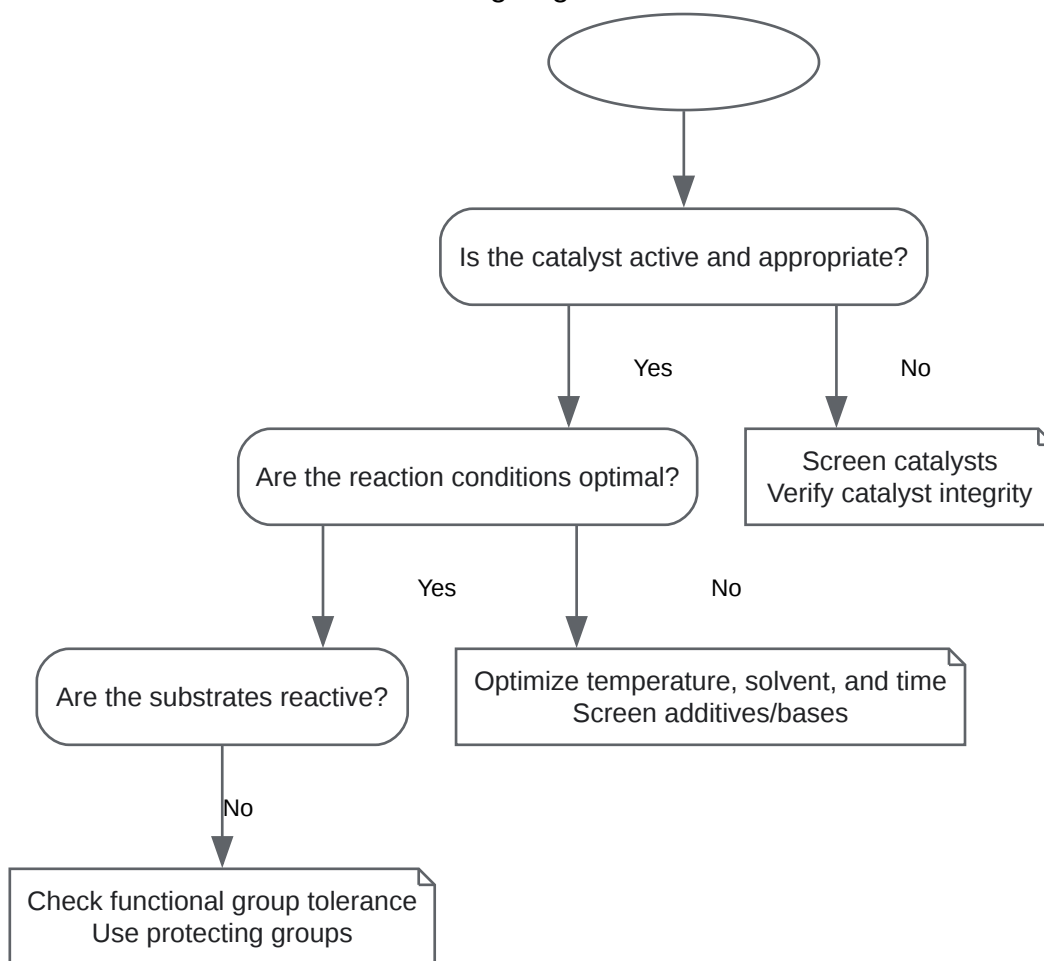 Is the catalyst active and appropriate?
Yes
No
Are the reaction conditions optimal?
Screen catalysts
Verify catalyst integrity
Yes
No
Are the substrates reactive?
Optimize temperature, solvent, and time
Screen additives/bases
No
Check functional group tolerance
Use protecting groups